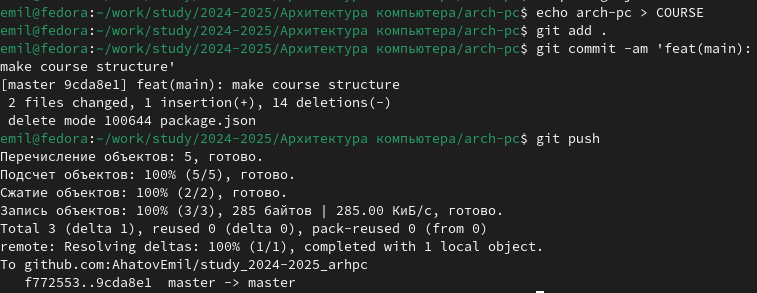 emil@fedora:~/work/study/2024-2025/Архитектура компьютера/arch-pc$ echo arch-pc > COURSE
emil@fedora:~/work/study/2024-2025/Архитектура компьютера/arch-pc$ git add .
emil@fedora:~/work/study/2024-2025/Архитектура компьютера/arch-pc$ git commit -am 'feat(main):
make course structure'
[master 9cda8e1] feat(main): make course structure
 2 files changed, 1 insertion(+), 14 deletions(-)
 delete mode 100644 package.json
emil@fedora:~/work/study/2024-2025/Архитектура компьютера/arch-pc$ git push
Перечисление объектов: 5, готово.
Подсчет объектов: 100% (5/5), готово.
Сжатие объектов: 100% (2/2), готово.
Запись объектов: 100% (3/3), 285 байтов | 285.00 КиБ/с, готово.
Total 3 (delta 1), reused 0 (delta 0), pack-reused 0 (from 0)
remote: Resolving deltas: 100% (1/1), completed with 1 local object.
To github.com:AhatovEmil/study_2024-2025_arhpc
   f772553..9cda8e1  master -> master